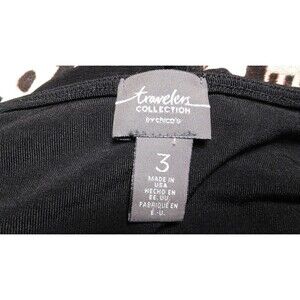 travelers
COLLECTION
by chico's
3
MADE IN
USA
HECHO EN
EE. UU.
FABRIQUÉ EN
É.-U.